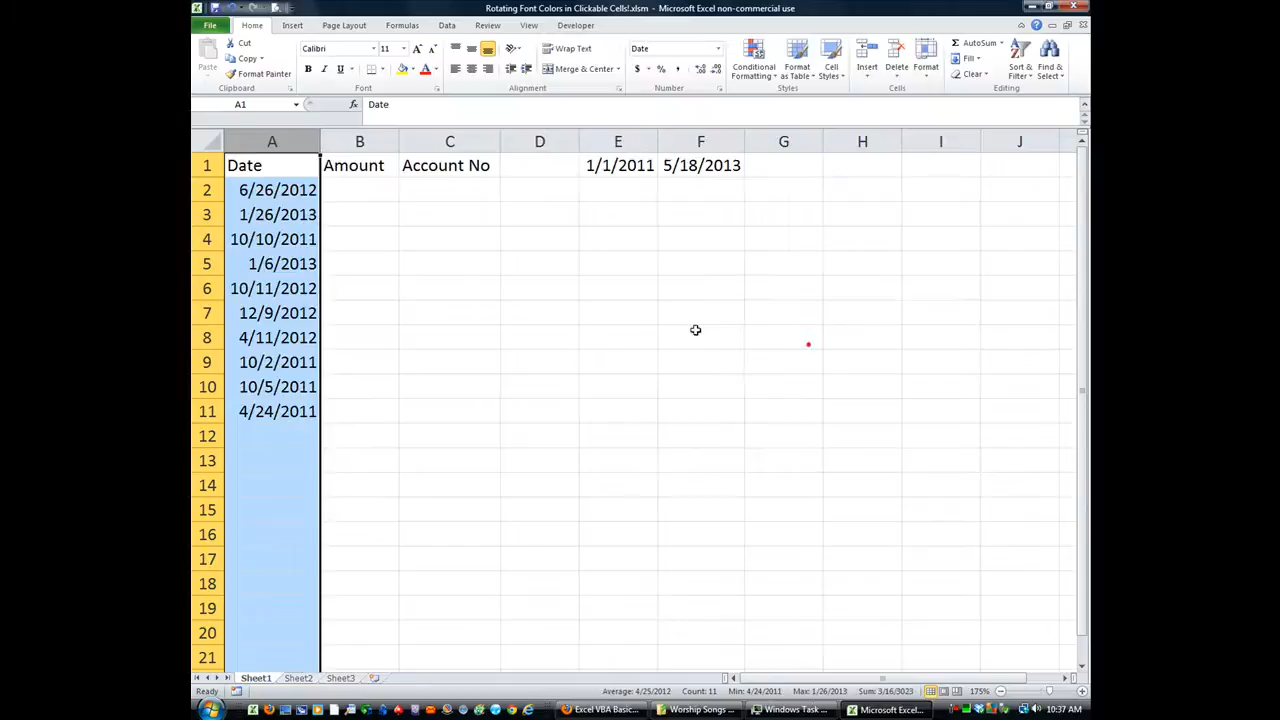 Rotating Font Colors in Clickable Cells!.xlsm - Microsoft Excel non-commercial use
File Home Insert Page Layout Formulas Data Review View Developer
Paste Cut Copy Format Painter Clipboard
Calibri 11 B I U A A A Font
Wrap Text Merge & Center Alignment
Date $ % , Number
Conditional Formatting Format as Table Cell Styles Styles
Insert Delete Format Cells
AutoSum Fill Clear Sort & Filter Find & Select Editing
A1 fx Date
A B C D E F G H I J
1 Date Amount Account No 1/1/2011 5/18/2013
2 6/26/2012
3 1/26/2013
4 10/10/2011
5 1/6/2013
6 10/11/2012
7 12/9/2012
8 4/11/2012
9 10/2/2011
10 10/5/2011
11 4/24/2011
12
13
14
15
16
17
18
19
20
21
Sheet1 Sheet2 Sheet3
Ready Average: 4/25/2012 Count: 11 Min: 4/24/2011 Max: 1/26/2013 Sum: 3/16/3023 175%
Excel VBA Basic... Worship Songs ... Windows Task ... Microsoft Excel... 10:37 AM